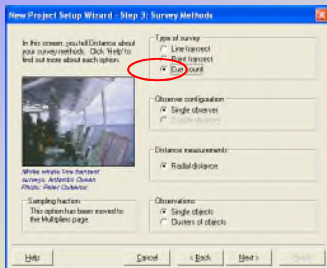 New Project Setup Wizard - Step 3: Survey Methods
In this screen, you tell Distance about
your survey methods. Click 'Help' to
find out more about each option.
Type of survey
Line transect
Point transect
Cue count
Observer configuration
Single observer
Double observer
Distance measurements
Radial distance
Minke whale line transect
surveys: Antarctic Ocean
Photo: Peter
Sampling fraction
This option has been moved to
the Multipliers page.
Observations
Single objects
Clusters of objects
Help
Cancel
< Back
Next >
Finish